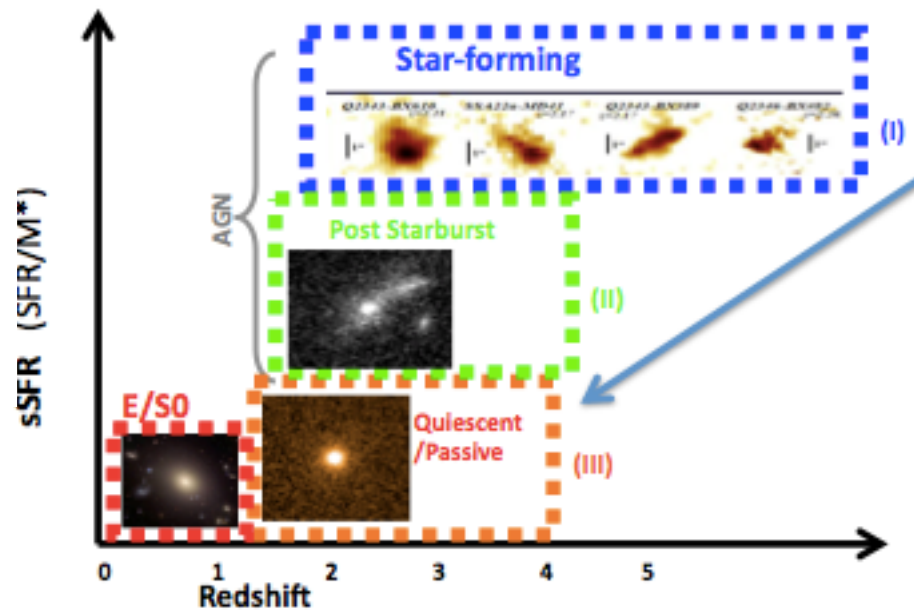 Star-forming
(I)
AGN
Post Starburst
(II)
sSFR (SFR/M*)
E/S0
Quiescent
/Passive
(III)
0 1 2 3 4 5
Redshift